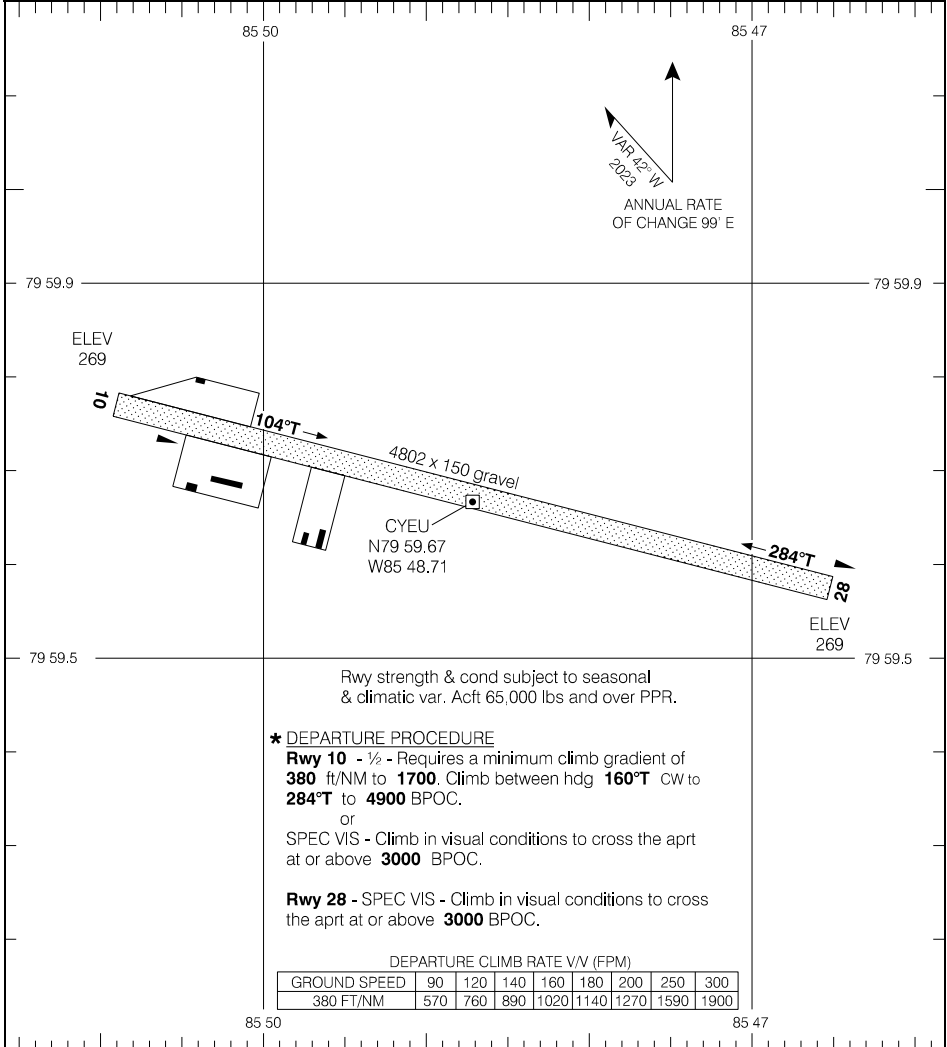 85 50
85 47
VAR 42° W
2023
ANNUAL RATE
OF CHANGE 99' E
79 59.9
79 59.9
ELEV
269
10
104°T
4802 x 150 gravel
CYEU
N79 59.67
W85 48.71
284°T
28
ELEV
269
79 59.5
79 59.5
Rwy strength & cond subject to seasonal
& climatic var. Acft 65,000 lbs and over PPR.
* DEPARTURE PROCEDURE
Rwy 10 - ½ - Requires a minimum climb gradient of
380 ft/NM to 1700. Climb between hdg 160°T CW to
284°T to 4900 BPOC.
or
SPEC VIS - Climb in visual conditions to cross the aprt
at or above 3000 BPOC.
Rwy 28 - SPEC VIS - Climb in visual conditions to cross
the aprt at or above 3000 BPOC.
DEPARTURE CLIMB RATE V/V (FPM)
GROUND SPEED 90 120 140 160 180 200 250 300
380 FT/NM 570 760 890 1020 1140 1270 1590 1900
85 50
85 47